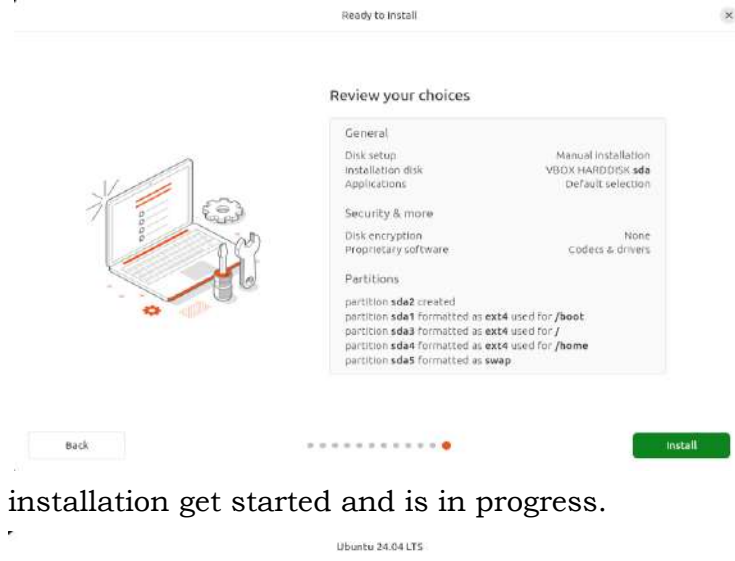 Ready to install
Review your choices
General
Disk setup Manual installation
Installation disk VBOX HARDDISK sda
Applications Default selection
Security & more
Disk encryption None
Proprietary software Codecs & drivers
Partitions
partition sda2 created
partition sda1 formatted as ext4 used for /boot
partition sda3 formatted as ext4 used for /
partition sda4 formatted as ext4 used for /home
partition sda5 formatted as swap
Back Install
installation get started and is in progress.
Ubuntu 24.04 LTS